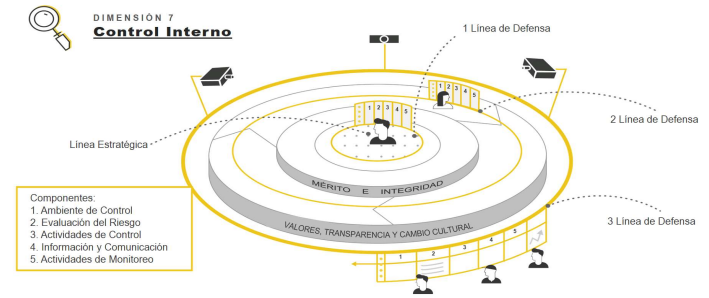 DIMENSIÓN 7
Control Interno
1 Línea de Defensa
2 Línea de Defensa
Línea Estratégica
3 Línea de Defensa
1 2 3 4 5
1 2 3 4 5
MÉRITO E INTEGRIDAD
VALORES, TRANSPARENCIA Y CAMBIO CULTURAL
1 2 3 4 5
Componentes:
1. Ambiente de Control
2. Evaluación del Riesgo
3. Actividades de Control
4. Información y Comunicación
5. Actividades de Monitoreo